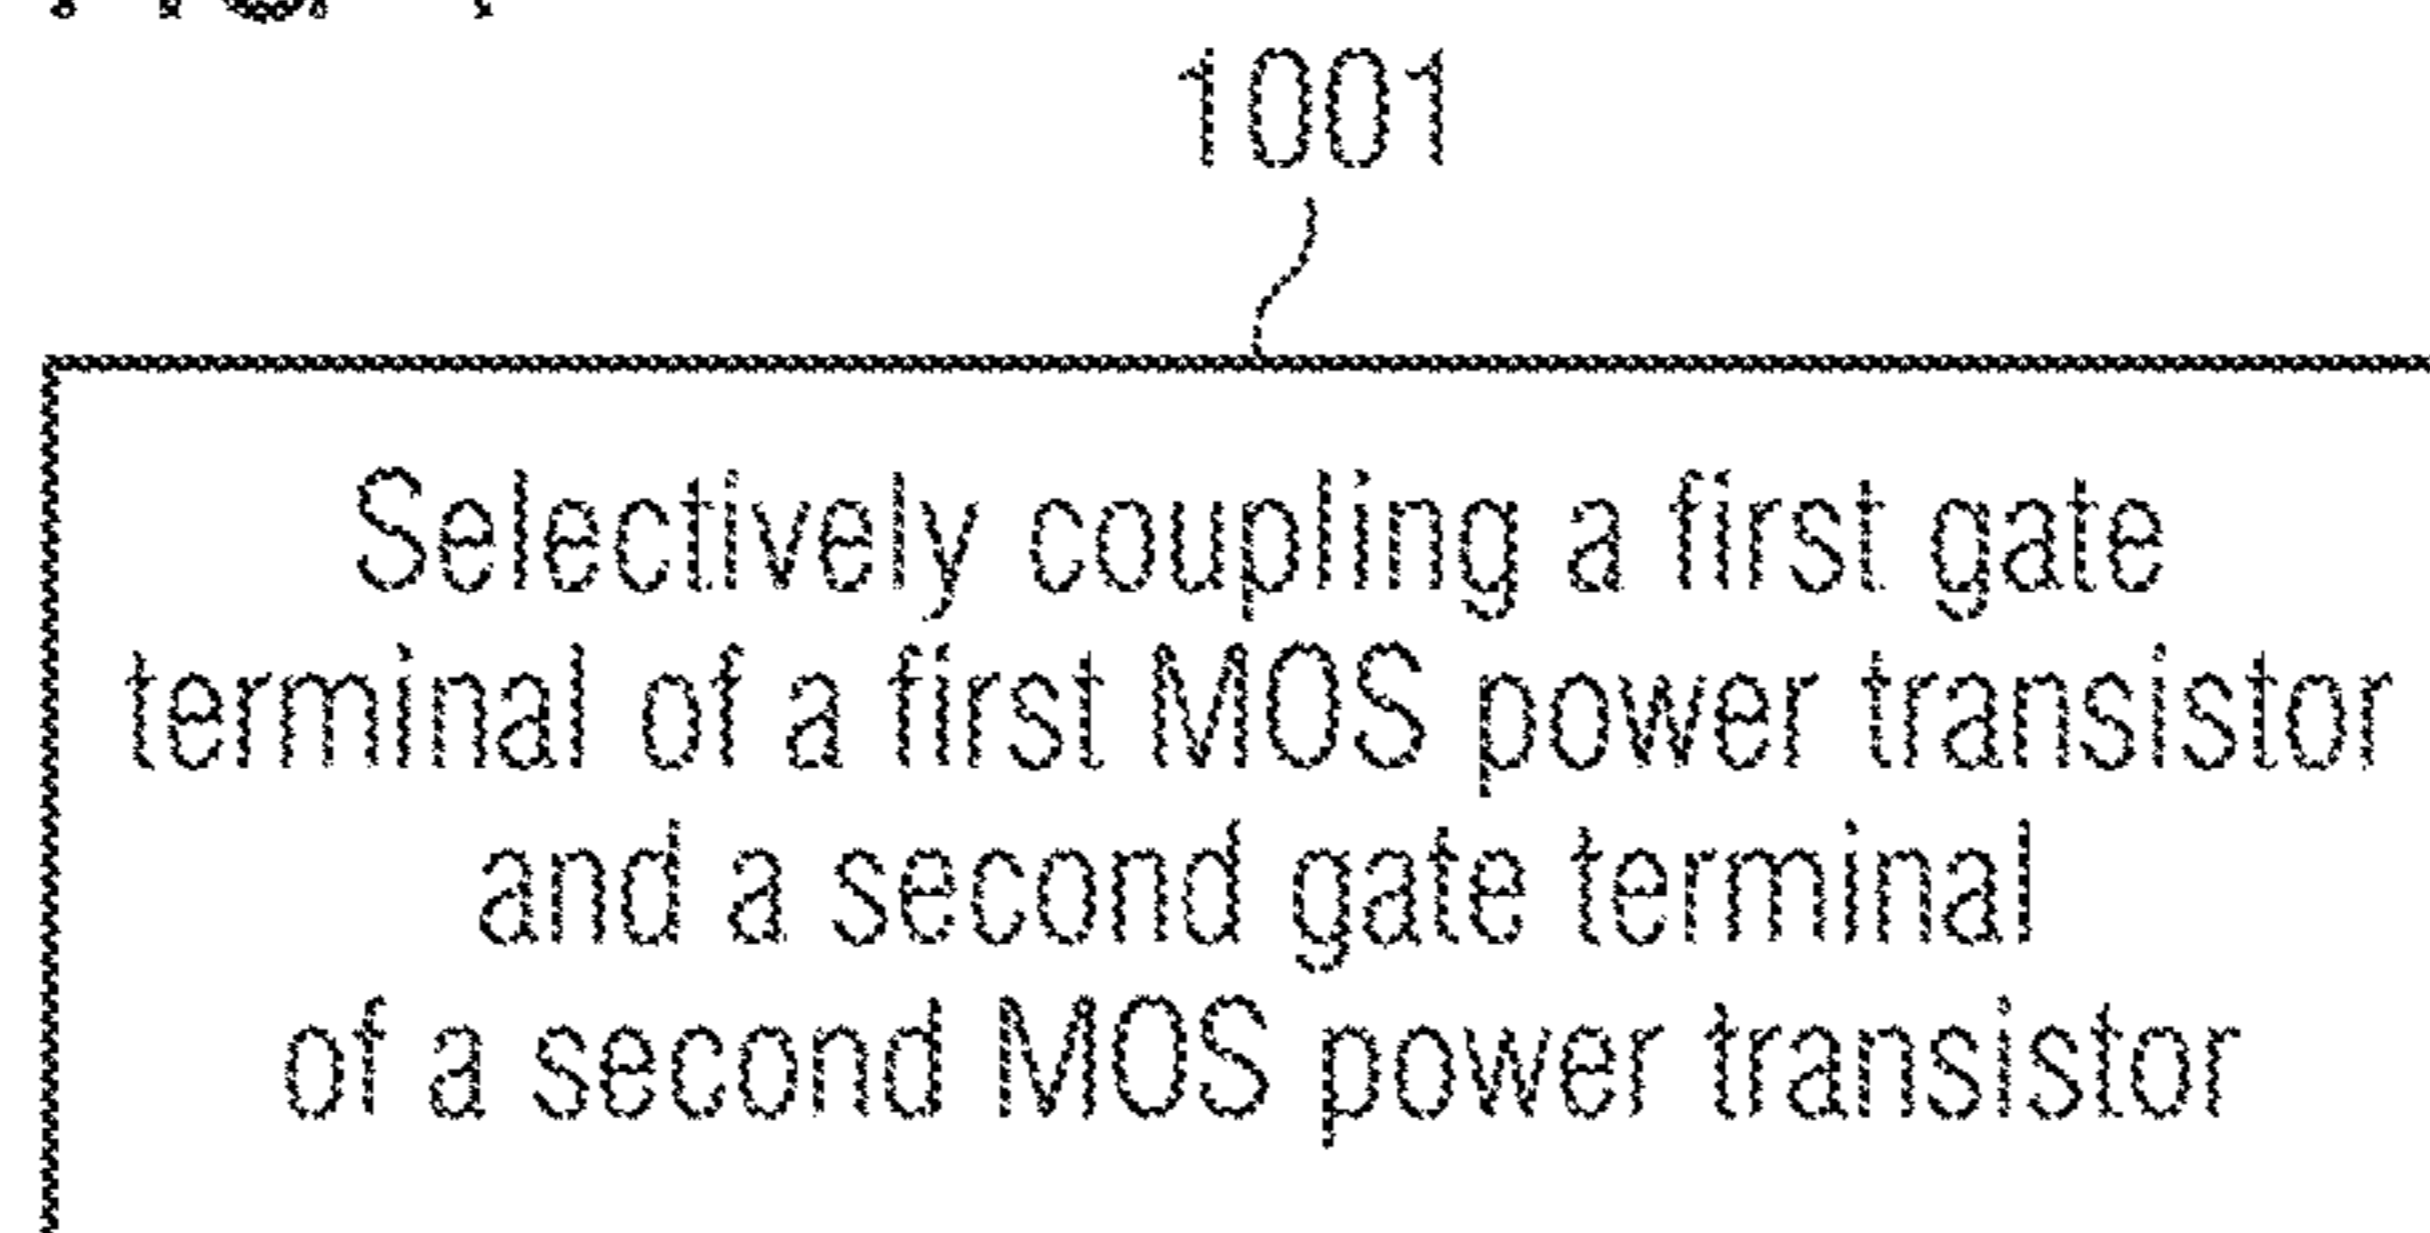 1001
Selectively coupling a first gate
terminal of a first MOS power transistor
and a second gate terminal
of a second MOS power transistor